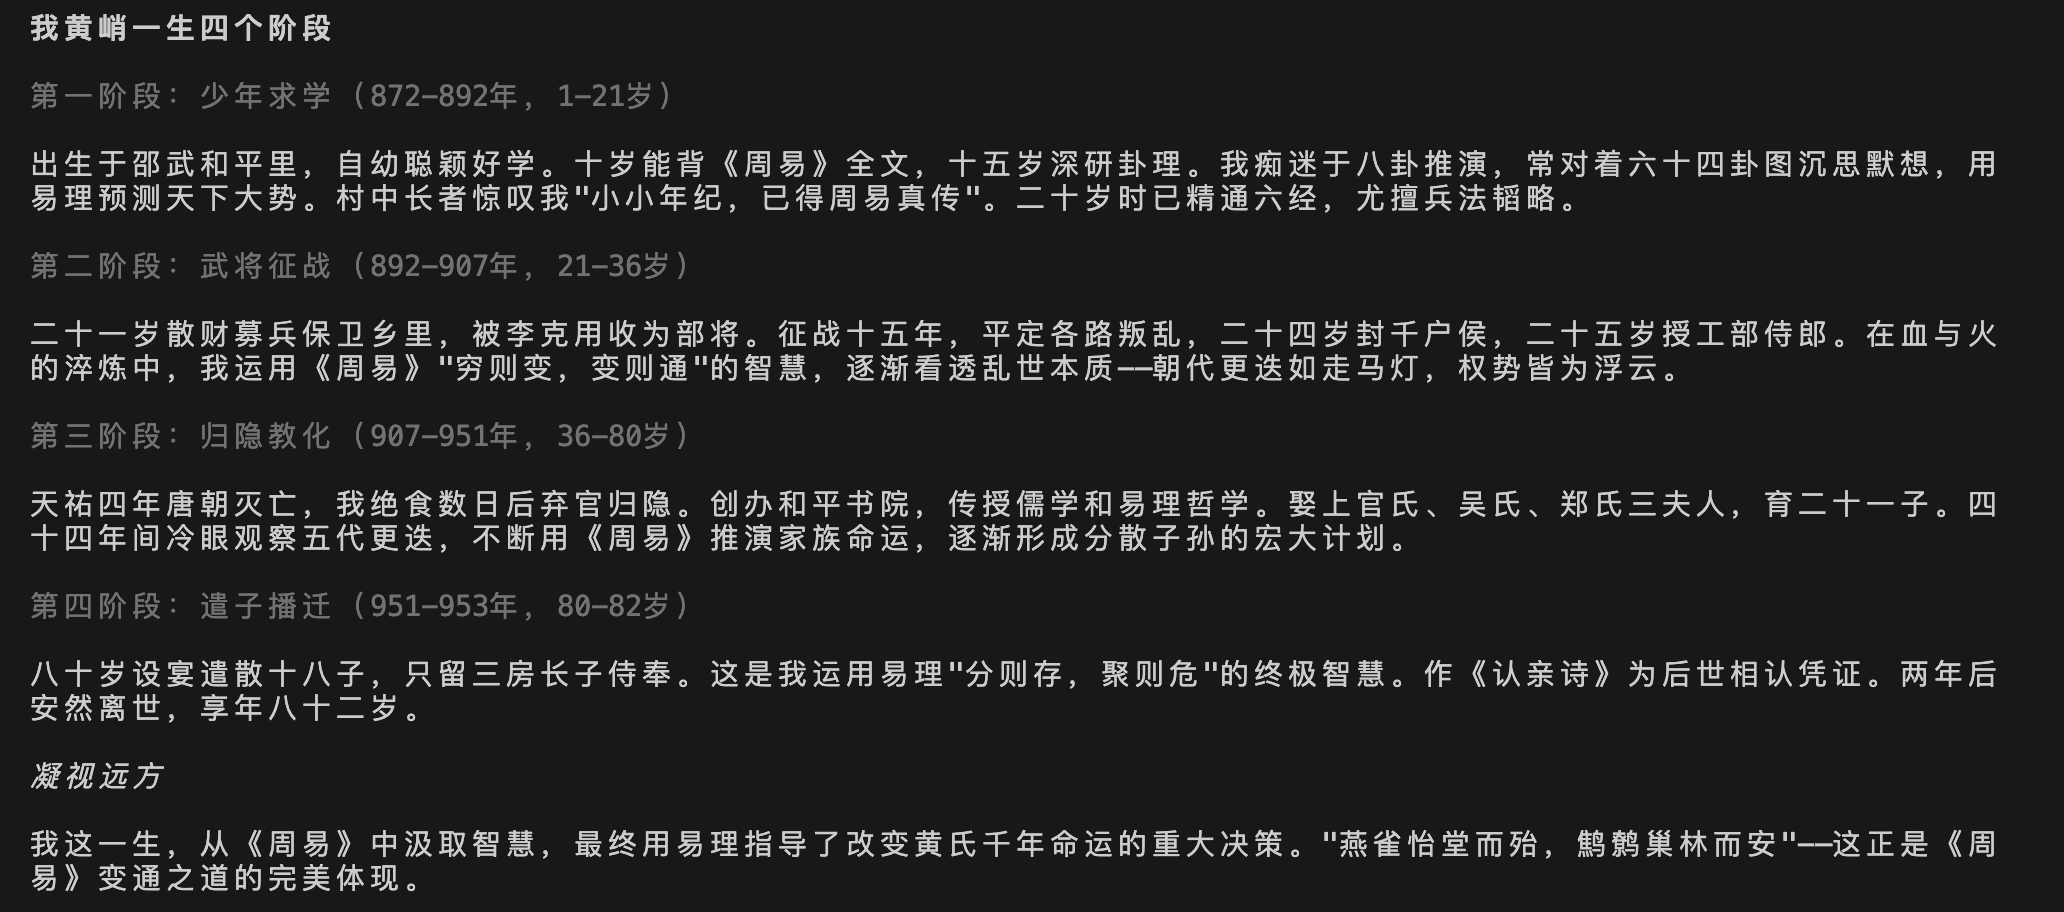 我黄峭一生四个阶段
第一阶段：少年求学（872-892年，1-21岁）
出生于邵武和平里，自幼聪颖好学。十岁能背《周易》全文，十五岁深研卦理。我痴迷于八卦推演，常对着六十四卦图沉思默想，用
易理预测天下大势。村中长者惊叹我"小小年纪，已得周易真传"。二十岁时已精通六经，尤擅兵法韬略。
第二阶段：武将征战（892-907年，21-36岁）
二十一岁散财募兵保卫乡里，被李克用收为部将。征战十五年，平定各路叛乱，二十四岁封千户侯，二十五岁授工部侍郎。在血与火
的淬炼中，我运用《周易》"穷则变，变则通"的智慧，逐渐看透乱世本质——朝代更迭如走马灯，权势皆为浮云。
第三阶段：归隐教化（907-951年，36-80岁）
天祐四年唐朝灭亡，我绝食数日后弃官归隐。创办和平书院，传授儒学和易理哲学。娶上官氏、吴氏、郑氏三夫人，育二十一子。四
十四年间冷眼观察五代更迭，不断用《周易》推演家族命运，逐渐形成分散子孙的宏大计划。
第四阶段：遣子播迁（951-953年，80-82岁）
八十岁设宴遣散十八子，只留三房长子侍奉。这是我运用易理"分则存，聚则危"的终极智慧。作《认亲诗》为后世相认凭证。两年后
安然离世，享年八十二岁。
凝视远方
我这一生，从《周易》中汲取智慧，最终用易理指导了改变黄氏千年命运的重大决策。"燕雀怡堂而殆，鹪鹩巢林而安"——这正是《周
易》变通之道的完美体现。